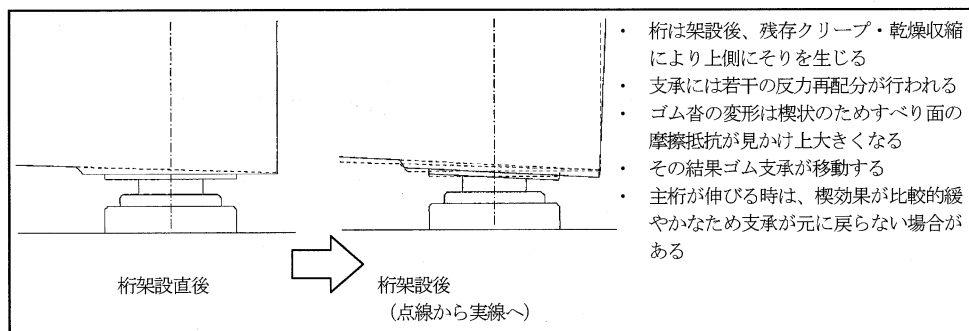 ・ 桁は架設後、残存クリープ・乾燥収縮
により上側にそりを生じる
・ 支承には若干の反力再配分が行われる
・ ゴム沓の変形は楔状のためすべり面の
摩擦抵抗が見かけ上大きくなる
・ その結果ゴム支承が移動する
・ 主桁が伸びる時は、楔効果が比較的緩
やかなため支承が元に戻らない場合が
ある
桁架設直後
桁架設後
（点線から実線へ）